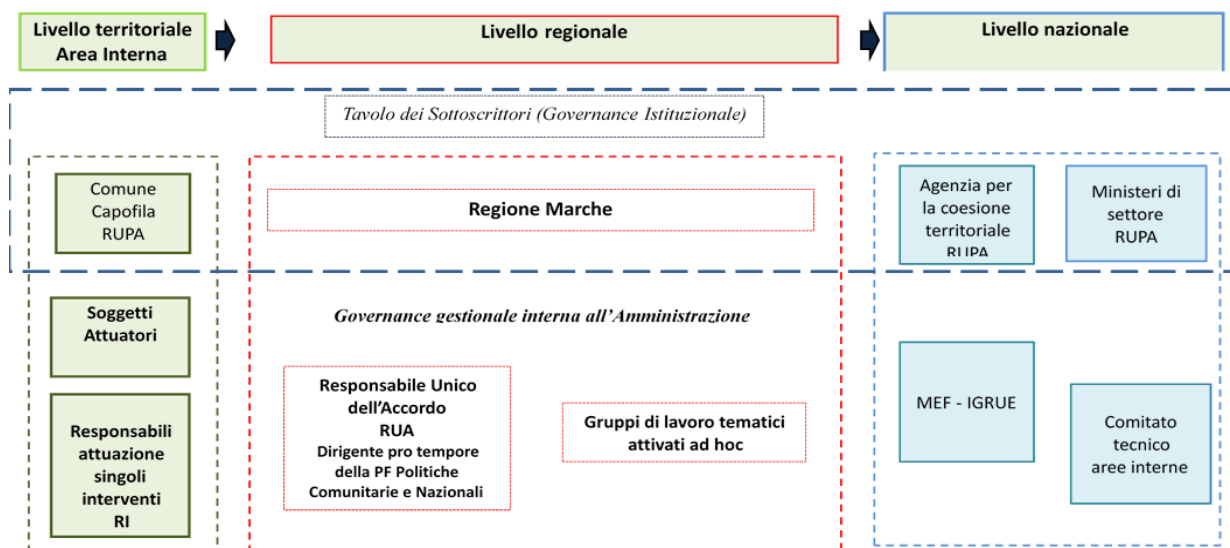 Livello territoriale
Area Interna
Livello regionale
Livello nazionale
Tavolo dei Sottoscrittori (Governance Istituzionale)
Comune
Capofila
RUPA
Regione Marche
Agenzia per
la coesione
territoriale
RUPA
Ministeri di
settore
RUPA
Soggetti
Attuatori
Governance gestionale interna all’Amministrazione
Responsabili
attuazione
singoli
interventi
RI
Responsabile Unico
dell’Accordo
RUA
Dirigente pro tempore
della PF Politiche
Comunitarie e Nazionali
Gruppi di lavoro tematici
attivati ad hoc
MEF - IGRUE
Comitato
tecnico
aree interne